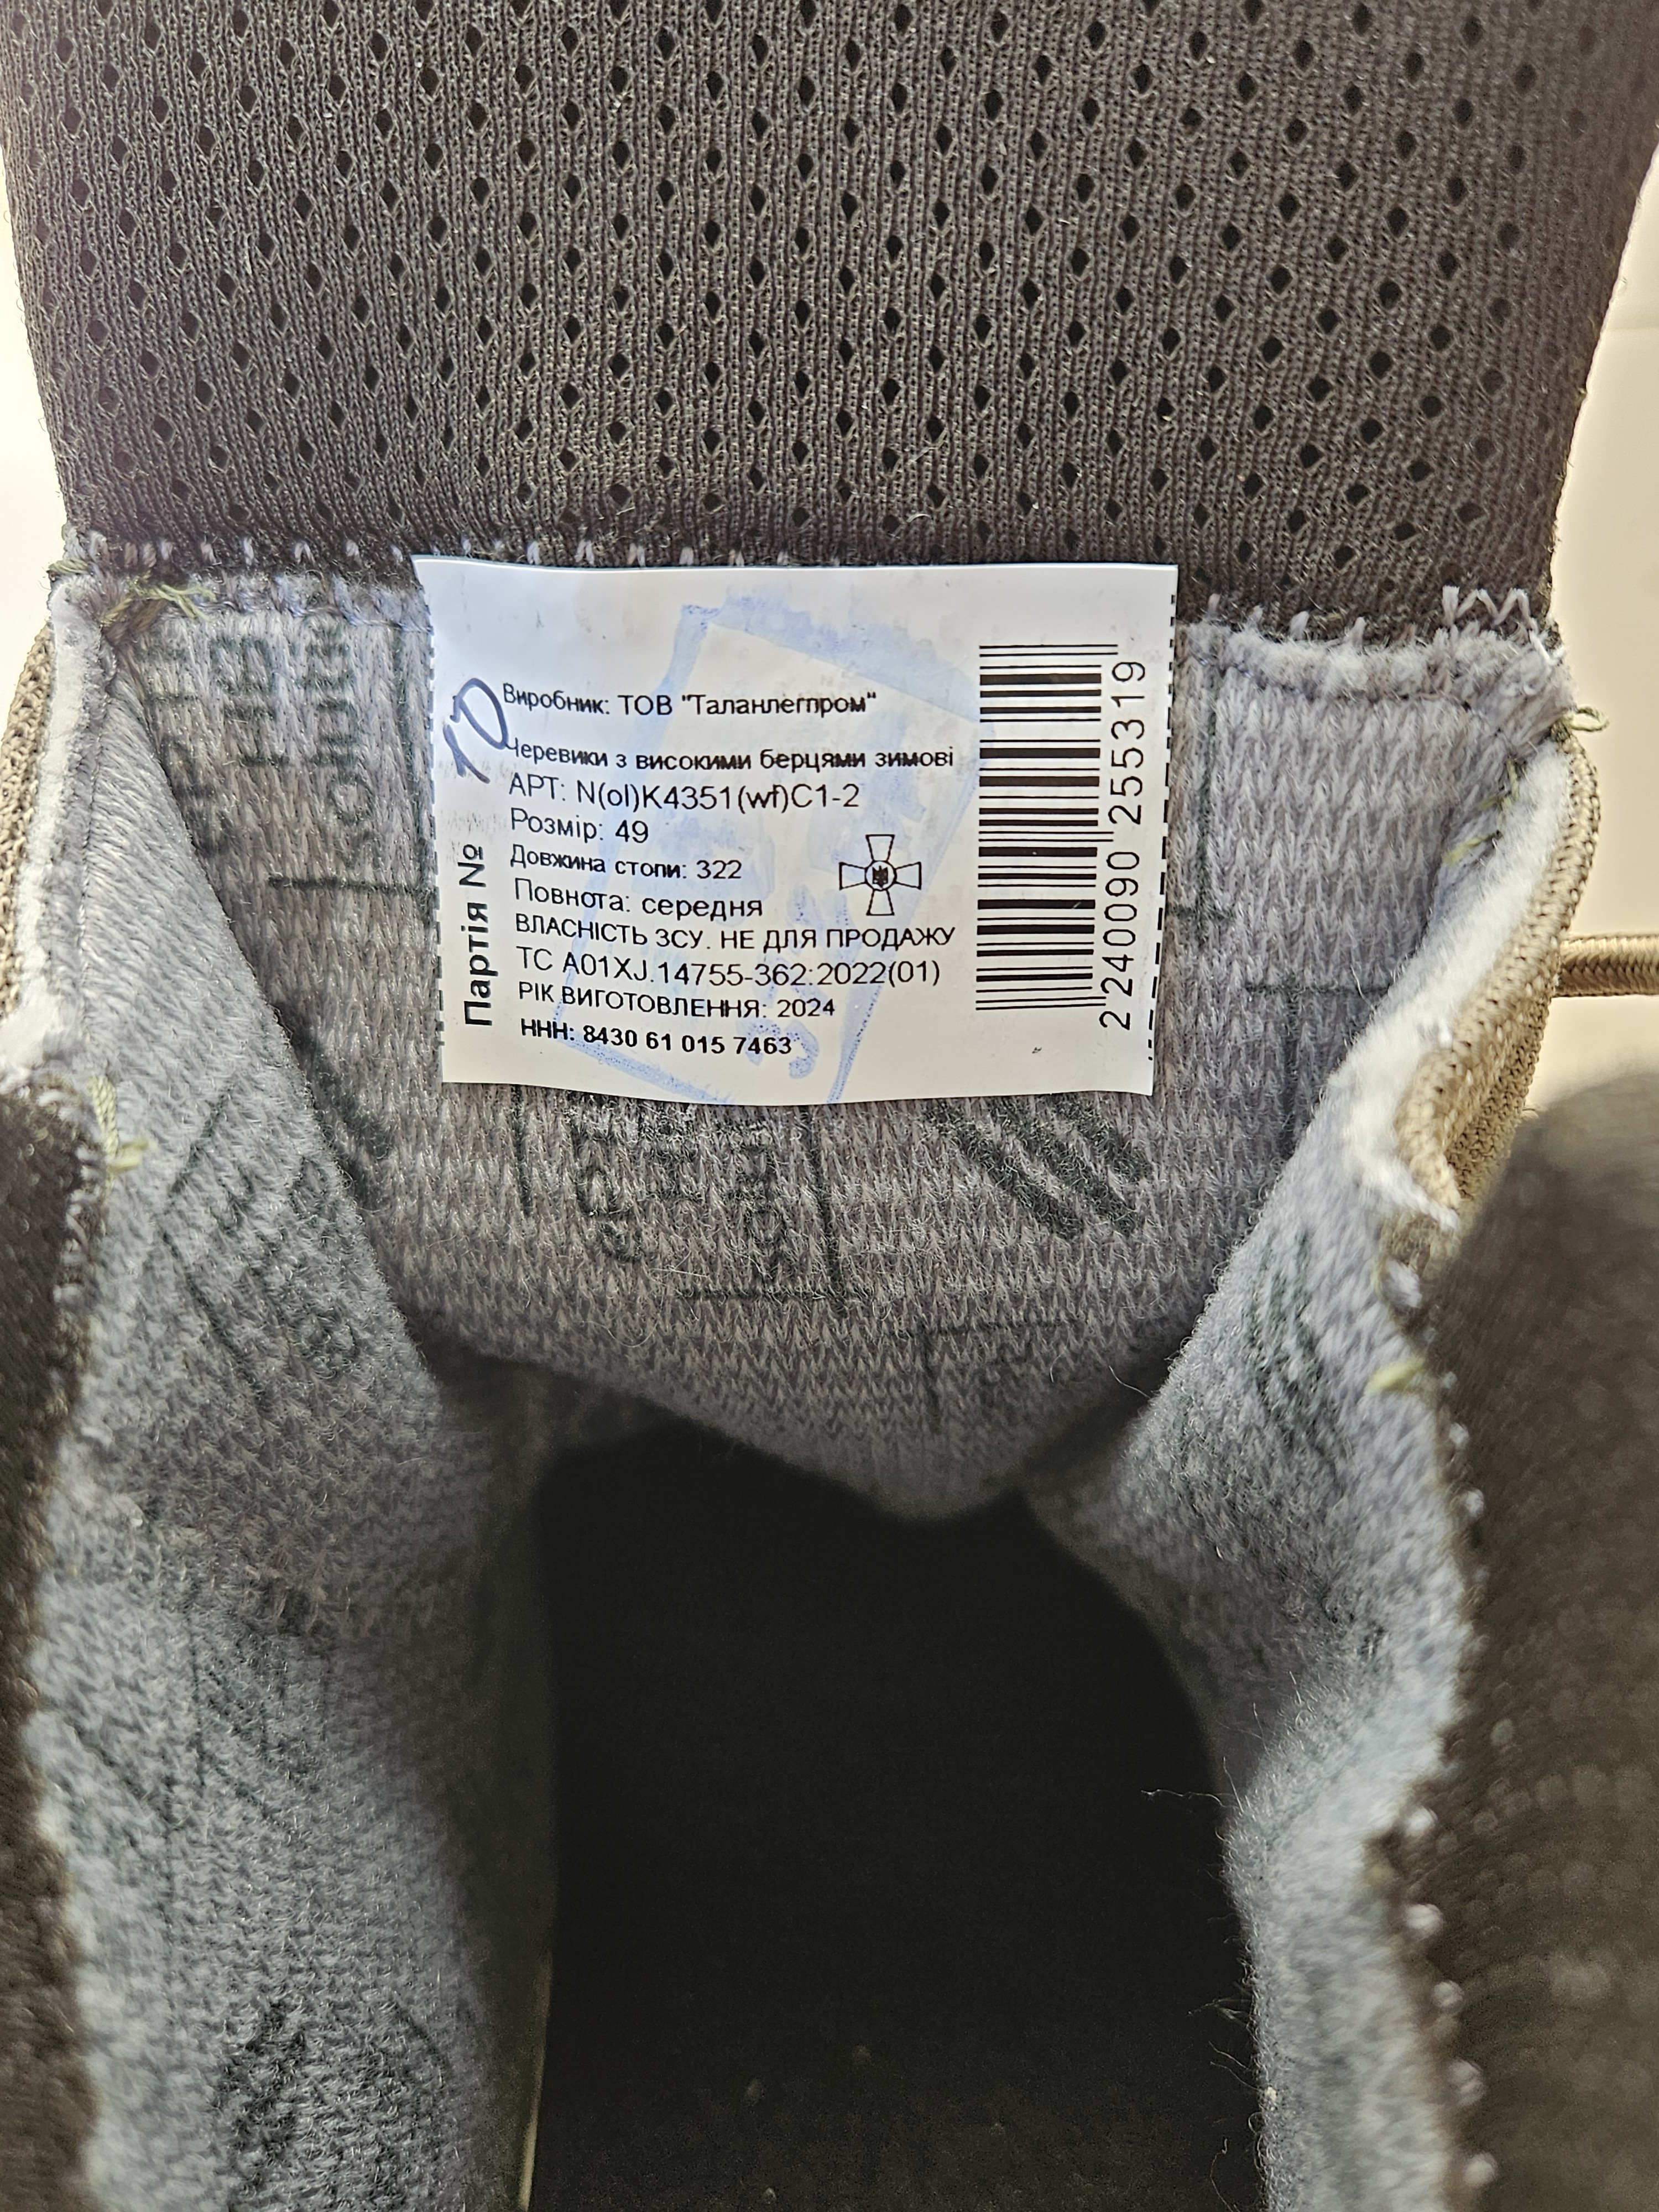 Виробник: ТОВ "Таланлегпром"
Черевики з високими берцями зимові
АРТ: N(ol)K4351(wf)C1-2
Розмір: 49
Довжина стопи: 322
Повнота: середня
ВЛАСНІСТЬ ЗСУ. НЕ ДЛЯ ПРОДАЖУ
ТС А01XJ.14755-362:2022(01)
РІК ВИГОТОВЛЕННЯ: 2024
ННН: 8430 61 015 7463
Партія № 10
2240090 255319